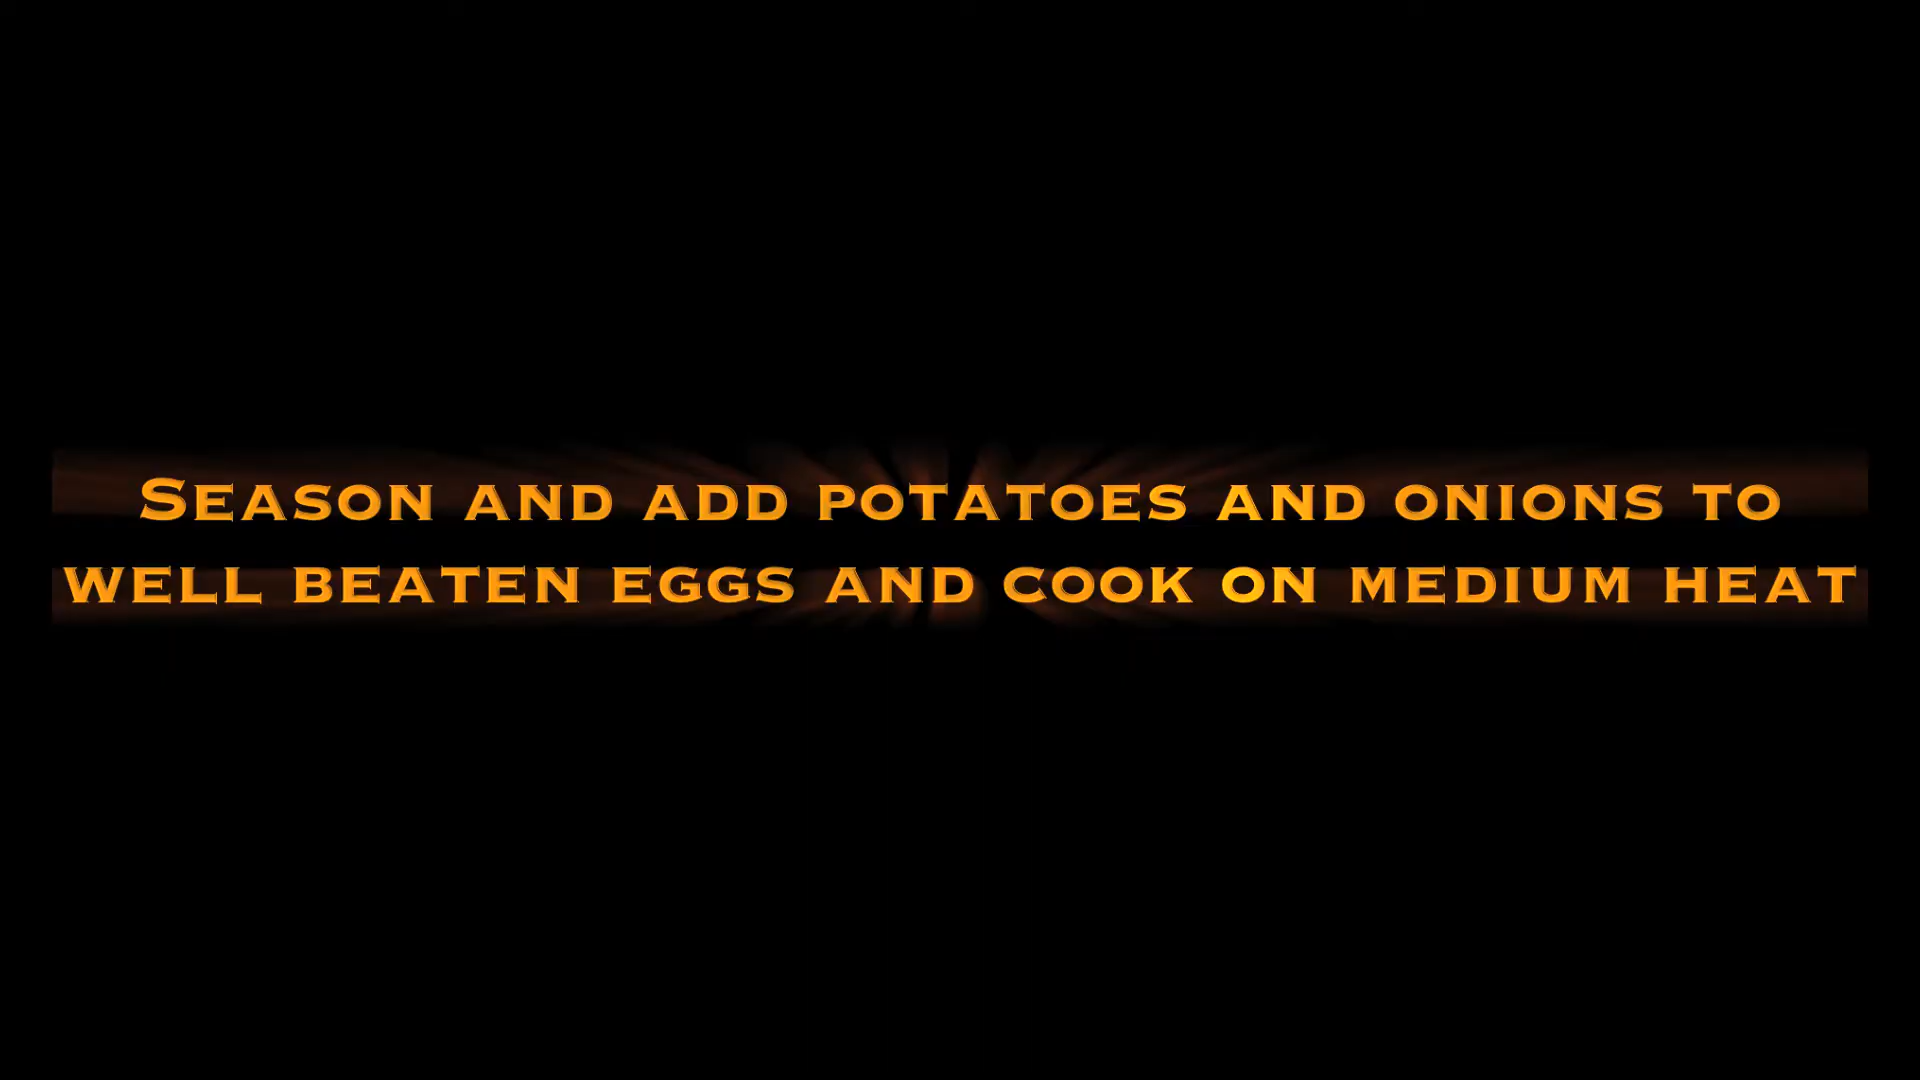 Season and add potatoes and onions to
well beaten eggs and cook on medium heat